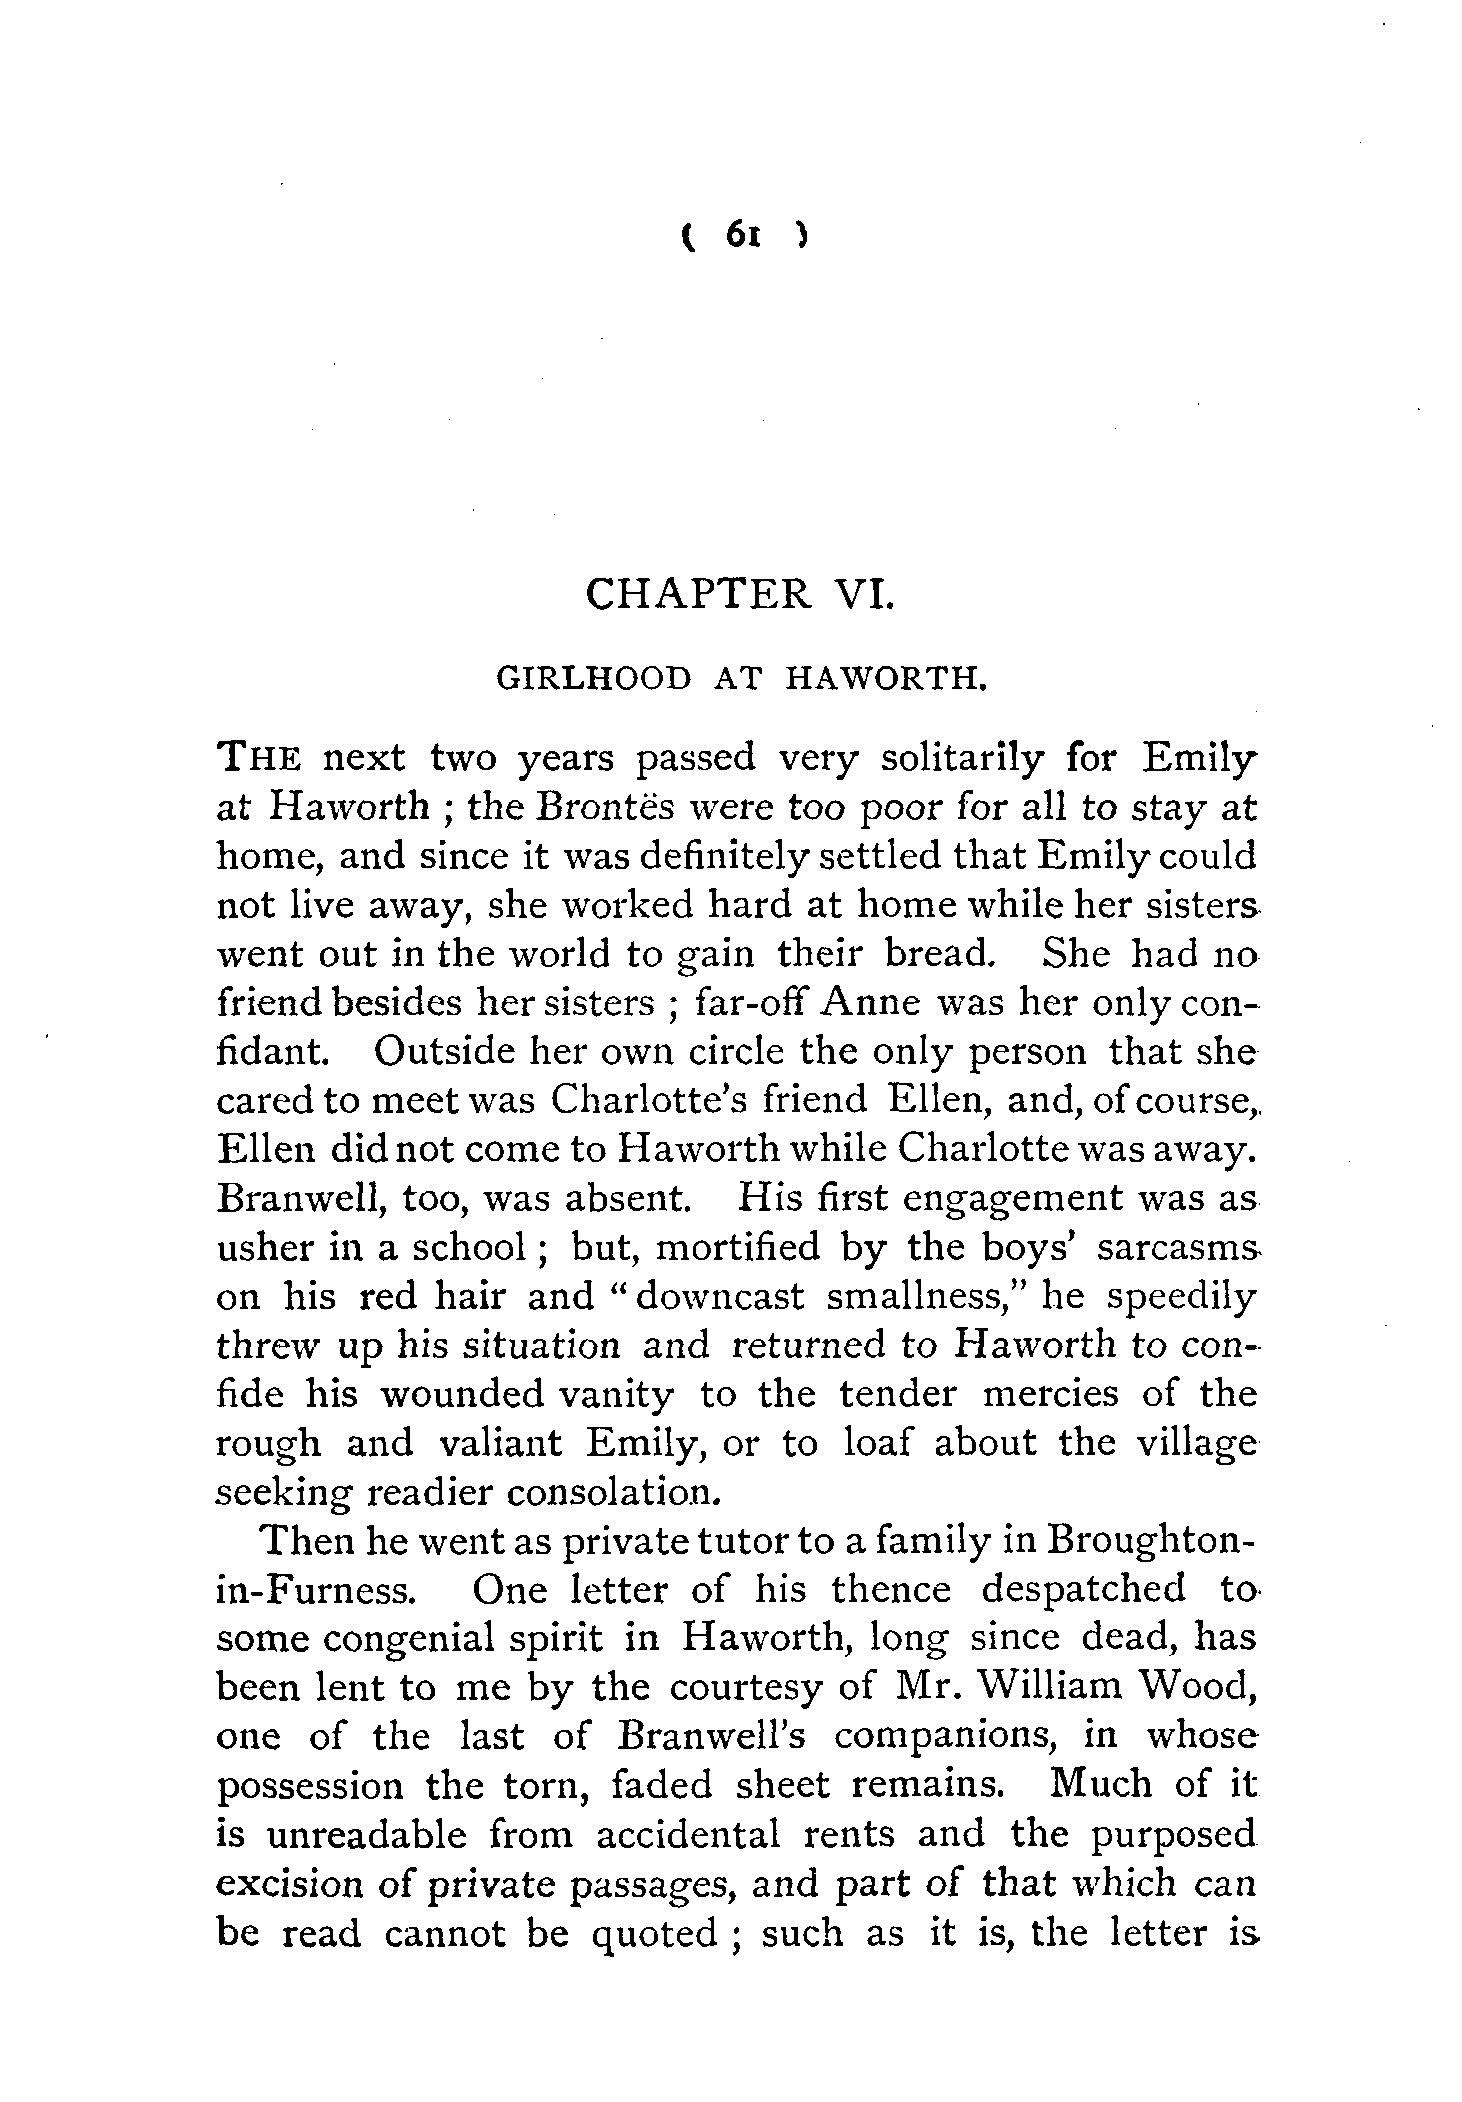 ( 61 )
CHAPTER VI.
GIRLHOOD AT HAWORTH.
THE next two years passed very solitarily for Emily
at Haworth ; the Brontës were too poor for all to stay at
home, and since it was definitely settled that Emily could
not live away, she worked hard at home while her sisters
went out in the world to gain their bread. She had no
friend besides her sisters ; far-off Anne was her only con-
fidant. Outside her own circle the only person that she
cared to meet was Charlotte's friend Ellen, and, of course,
Ellen did not come to Haworth while Charlotte was away.
Branwell, too, was absent. His first engagement was as
usher in a school ; but, mortified by the boys' sarcasms
on his red hair and "downcast smallness," he speedily
threw up his situation and returned to Haworth to con-
fide his wounded vanity to the tender mercies of the
rough and valiant Emily, or to loaf about the village
seeking readier consolation.
Then he went as private tutor to a family in Broughton-
in-Furness. One letter of his thence despatched to
some congenial spirit in Haworth, long since dead, has
been lent to me by the courtesy of Mr. William Wood,
one of the last of Branwell's companions, in whose
possession the torn, faded sheet remains. Much of it
is unreadable from accidental rents and the purposed
excision of private passages, and part of that which can
be read cannot be quoted ; such as it is, the letter is